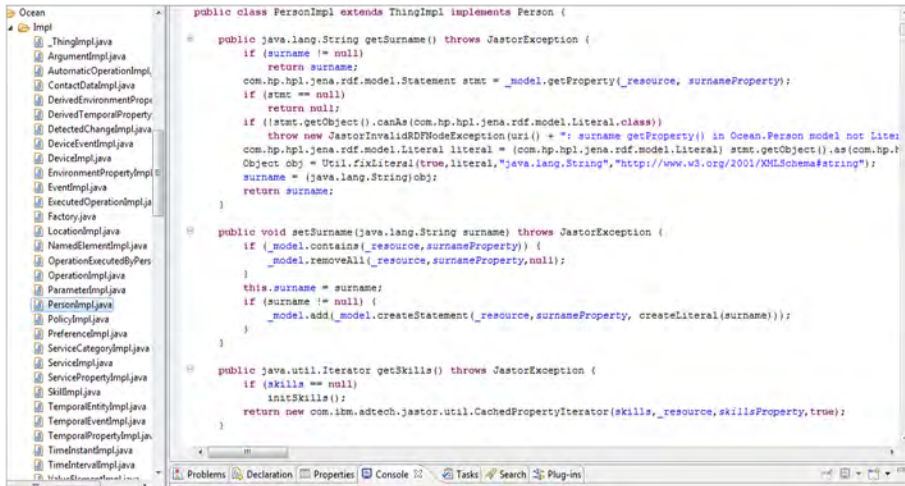 Ocean
Impl
_ThingImpl.java
ArgumentImpl.java
AutomaticOperationImpl.
ContactDataImpl.java
DerivedEnvironmentPrope
DerivedTemporalProperty
DetectedChangeImpl.java
DeviceEventImpl.java
DeviceImpl.java
EnvironmentPropertyImpl
EventImpl.java
ExecutedOperationImpl.ja
Factory.java
LocationImpl.java
NamedElementImpl.java
OperationExecutedByPers
OperationImpl.java
ParameterImpl.java
PersonImpl.java
PolicyImpl.java
PreferenceImpl.java
ServiceCategoryImpl.java
ServiceImpl.java
ServicePropertyImpl.java
SkillImpl.java
TemporalEntityImpl.java
TemporalEventImpl.java
TemporalPropertyImpl.jav
TimeInstantImpl.java
TimeIntervalImpl.java
ValueElementImpl.java
public class PersonImpl extends ThingImpl implements Person {
public java.lang.String getSurname() throws JastorException {
if (surname != null)
return surname;
com.hp.hpl.jena.rdf.model.Statement stmt = _model.getProperty(_resource, surnameProperty);
if (stmt == null)
return null;
if (!stmt.getObject().canAs(com.hp.hpl.jena.rdf.model.Literal.class))
throw new JastorInvalidRDFNodeException(uri() + ": surname getProperty() in Ocean.Person model not Liter
com.hp.hpl.jena.rdf.model.Literal literal = (com.hp.hpl.jena.rdf.model.Literal) stmt.getObject().as(com.hp.h
Object obj = Util.fixLiteral(true,literal,"java.lang.String","http://www.w3.org/2001/XMLSchema#string");
surname = (java.lang.String)obj;
return surname;
}
public void setSurname(java.lang.String surname) throws JastorException {
if (_model.contains(_resource,surnameProperty)) {
_model.removeAll(_resource,surnameProperty,null);
}
this.surname = surname;
if (surname != null) {
_model.add(_model.createStatement(_resource,surnameProperty, createLiteral(surname)));
}
}
public java.util.Iterator getSkills() throws JastorException {
if (skills == null)
initSkills();
return new com.ibm.adtech.jastor.util.CachedPropertyIterator(skills,_resource,skillsProperty,true);
}
Problems Declaration Properties Console Tasks Search Plug-ins